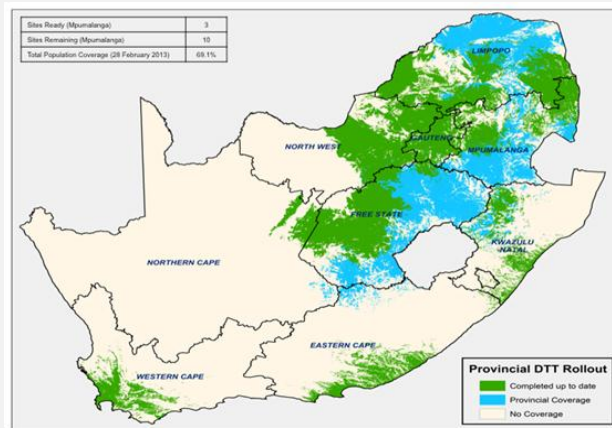 Sites Ready (Mpumalanga) 3
Sites Remaining (Mpumalanga) 10
Total Population Coverage (28 February 2013) 69.1%
LIMPOPO
NORTH WEST
GAUTENG
MPUMALANGA
FREE STATE
KWAZULU
NATAL
NORTHERN CAPE
EASTERN CAPE
WESTERN CAPE
Provincial DTT Rollout
Completed up to date
Provincial Coverage
No Coverage